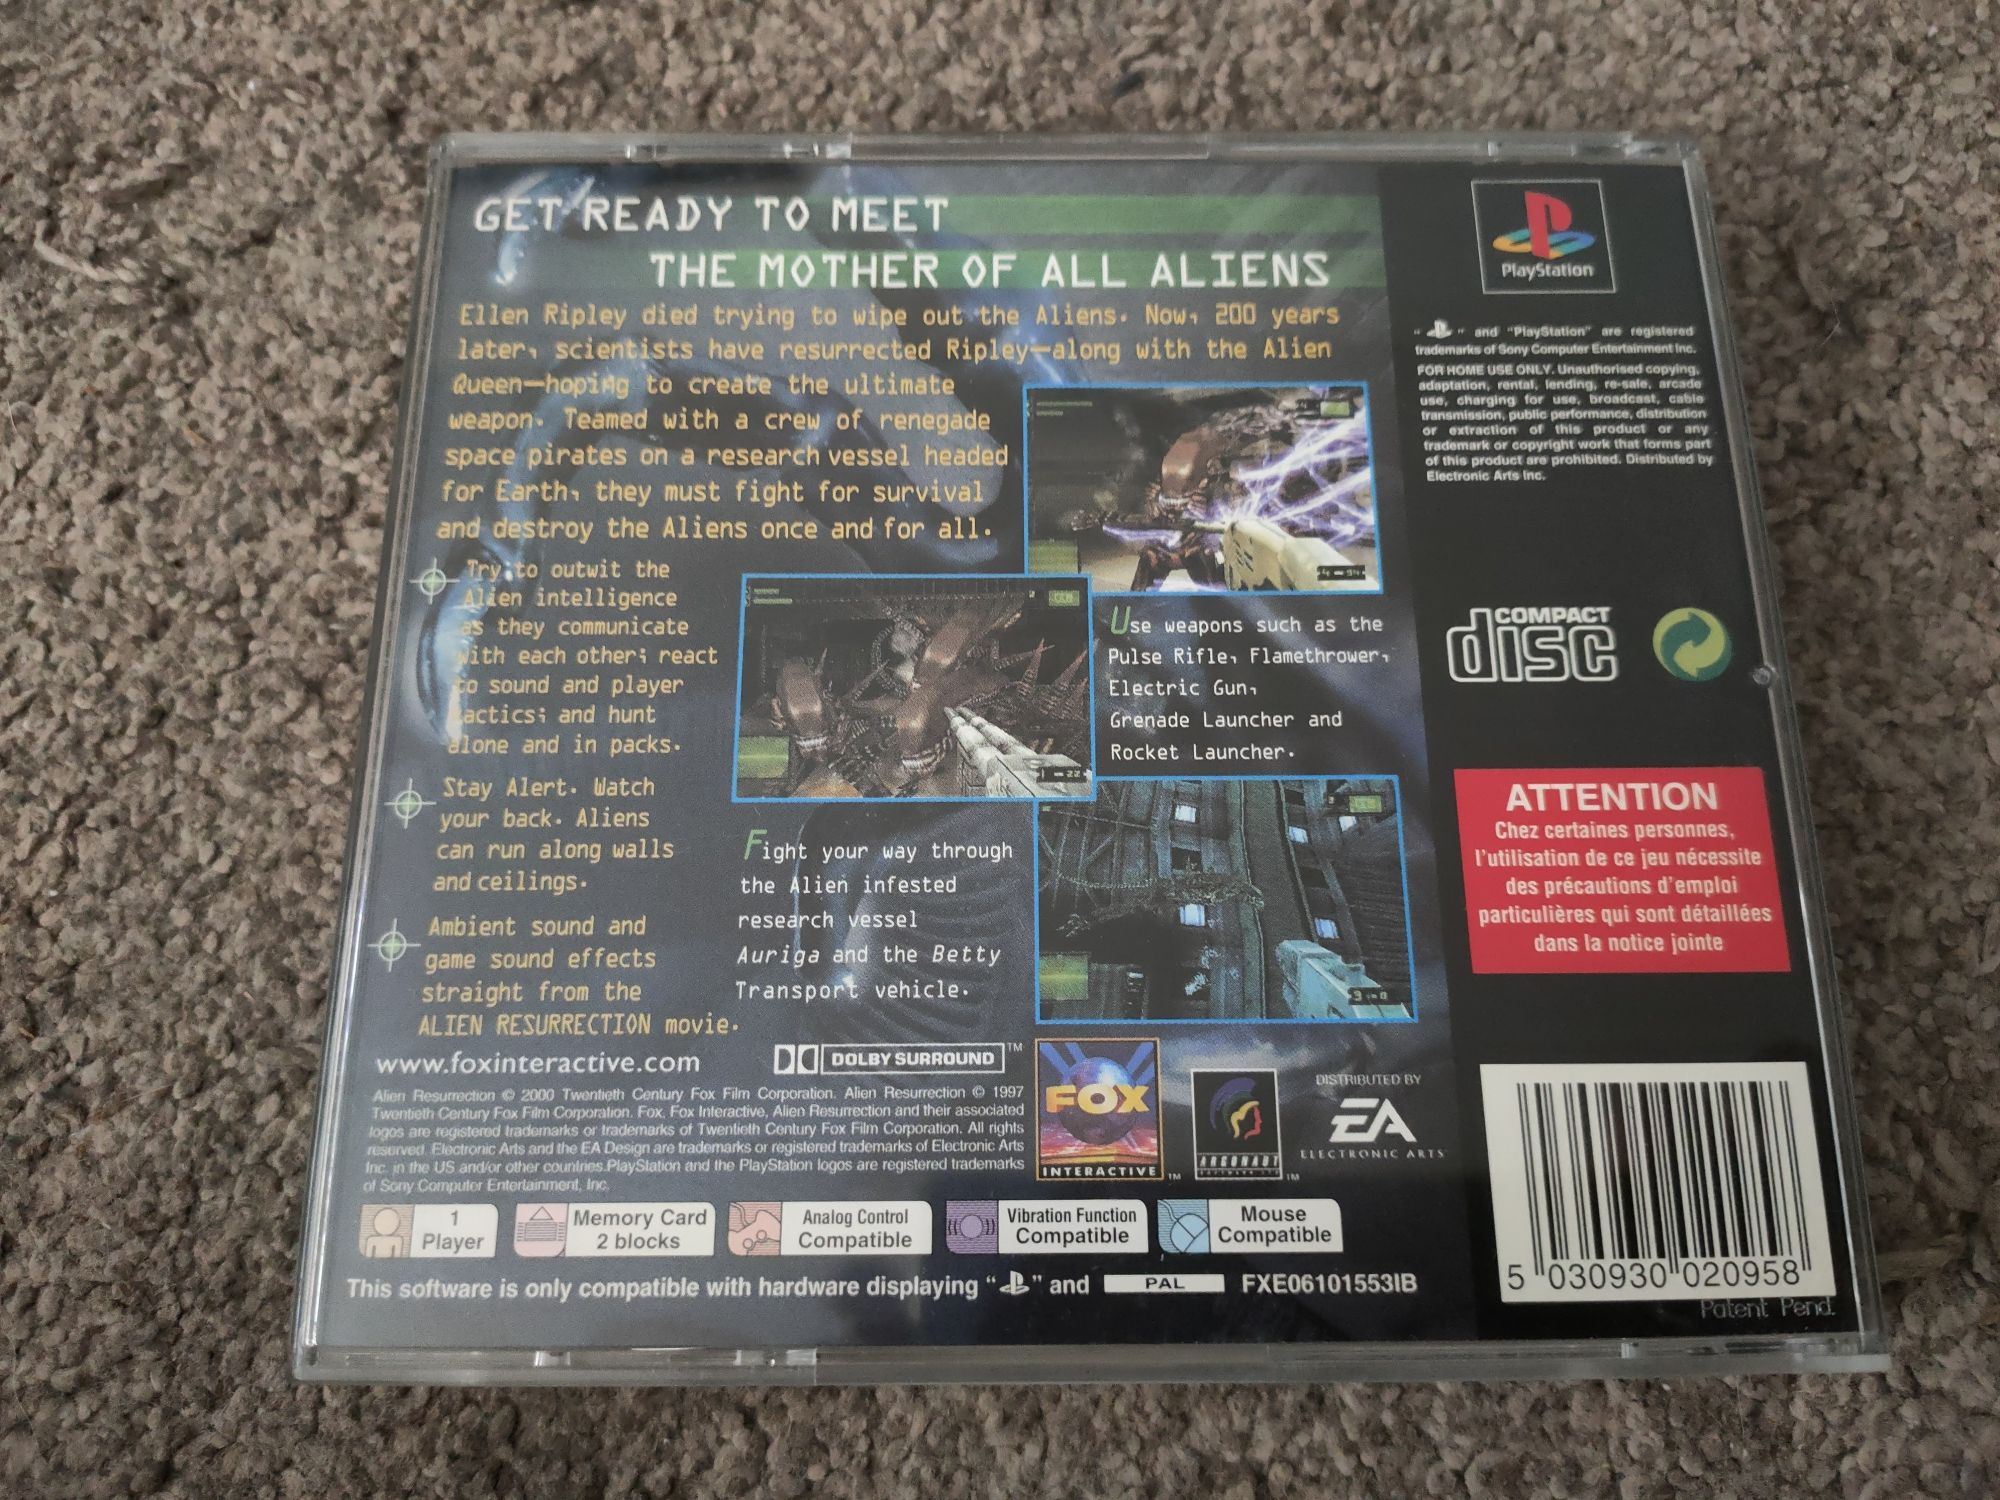 GET READY TO MEET
THE MOTHER OF ALL ALIENS
Ellen Ripley died trying to wipe out the Aliens. Now, 200 years
later, scientists have resurrected Ripley—along with the Alien
Queen—hoping to create the ultimate
weapon. Teamed with a crew of renegade
space pirates on a research vessel headed
for Earth, they must fight for survival
and destroy the Aliens once and for all.
Try to outwit the
Alien intelligence
as they communicate
with each other; react
to sound and player
tactics; and hunt
alone and in packs.
Stay Alert. Watch
your back. Aliens
can run along walls
and ceilings.
Ambient sound and
game sound effects
straight from the
ALIEN RESURRECTION movie.
Use weapons such as the
Pulse Rifle, Flamethrower,
Electric Gun,
Grenade Launcher and
Rocket Launcher.
Fight your way through
the Alien infested
research vessel
Auriga and the Betty
Transport vehicle.
www.foxinteractive.com
DOLBY SURROUND™
Alien Resurrection © 2000 Twentieth Century Fox Film Corporation. Alien Resurrection © 1997
Twentieth Century Fox Film Corporation. Fox, Fox Interactive, Alien Resurrection and their associated
logos are registered trademarks or trademarks of Twentieth Century Fox Film Corporation. All rights
reserved. Electronic Arts and the EA Design are trademarks or registered trademarks of Electronic Arts
Inc. in the US and/or other countries.PlayStation and the PlayStation logos are registered trademarks
of Sony Computer Entertainment, Inc.
FOX
INTERACTIVE™
ARGONAUT
SOFTWARE LTD™
DISTRIBUTED BY
EA
ELECTRONIC ARTS
1
Player
Memory Card
2 blocks
Analog Control
Compatible
Vibration Function
Compatible
Mouse
Compatible
This software is only compatible with hardware displaying “ ” and PAL FXE06101553IB
PlayStation
“ ” and “PlayStation” are registered
trademarks of Sony Computer Entertainment Inc.
FOR HOME USE ONLY. Unauthorised copying,
adaptation, rental, lending, re-sale, arcade
use, charging for use, broadcast, cable
transmission, public performance, distribution
or extraction of this product or any
trademark or copyright work that forms part
of this product are prohibited. Distributed by
Electronic Arts Inc.
COMPACT
disc
ATTENTION
Chez certaines personnes,
l'utilisation de ce jeu nécessite
des précautions d'emploi
particulières qui sont détaillées
dans la notice jointe
5 030930 020958
Patent Pend.